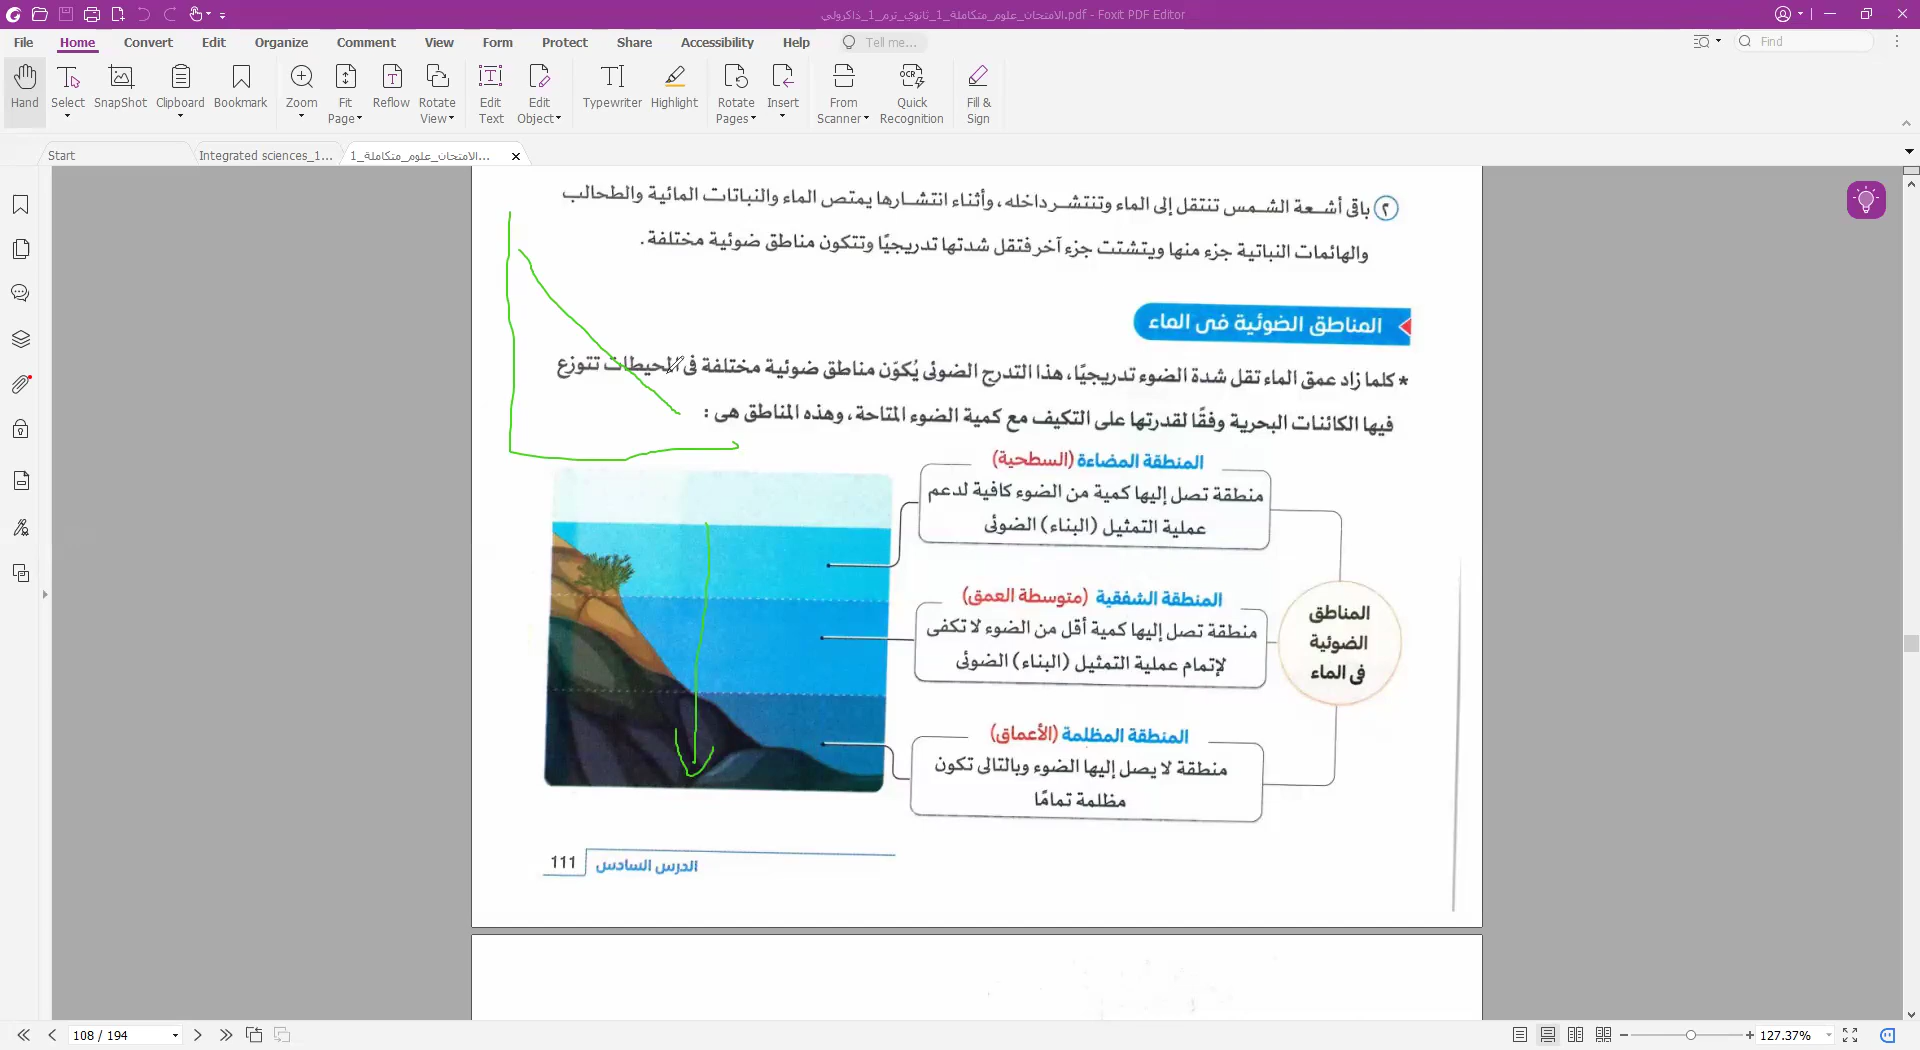 الامتحان_علوم_متكاملة_1_ثانوي_ترم_1_ذاكرولي.pdf - Foxit PDF Editor
File Home Convert Edit Organize Comment View Form Protect Share Accessibility Help Tell me... Find
Hand Select SnapShot Clipboard Bookmark Zoom Fit Page Reflow Rotate View Edit Text Edit Object Typewriter Highlight Rotate Pages Insert From Scanner Quick Recognition Fill & Sign
Start Integrated sciences_1... الامتحان_علوم_متكاملة_1...
٢ باقى أشعة الشمس تنتقل إلى الماء وتنتشر داخله، وأثناء انتشارها يمتص الماء والنباتات المائية والطحالب
والهائمات النباتية جزء منها ويتشتت جزء آخر فتقل شدتها تدريجيًا وتتكون مناطق ضوئية مختلفة.
المناطق الضوئية فى الماء
* كلما زاد عمق الماء تقل شدة الضوء تدريجيًا، هذا التدرج الضوئى يُكوّن مناطق ضوئية مختلفة فى المحيطات تتوزع
فيها الكائنات البحرية وفقًا لقدرتها على التكيف مع كمية الضوء المتاحة، وهذه المناطق هى :
المناطق
الضوئية
فى الماء
المنطقة المضاءة (السطحية)
منطقة تصل إليها كمية من الضوء كافية لدعم
عملية التمثيل (البناء) الضوئى
المنطقة الشفقية (متوسطة العمق)
منطقة تصل إليها كمية أقل من الضوء لا تكفى
لإتمام عملية التمثيل (البناء) الضوئى
المنطقة المظلمة (الأعماق)
منطقة لا يصل إليها الضوء وبالتالى تكون
مظلمة تمامًا
الدرس السادس 111
108 / 194 127.37%